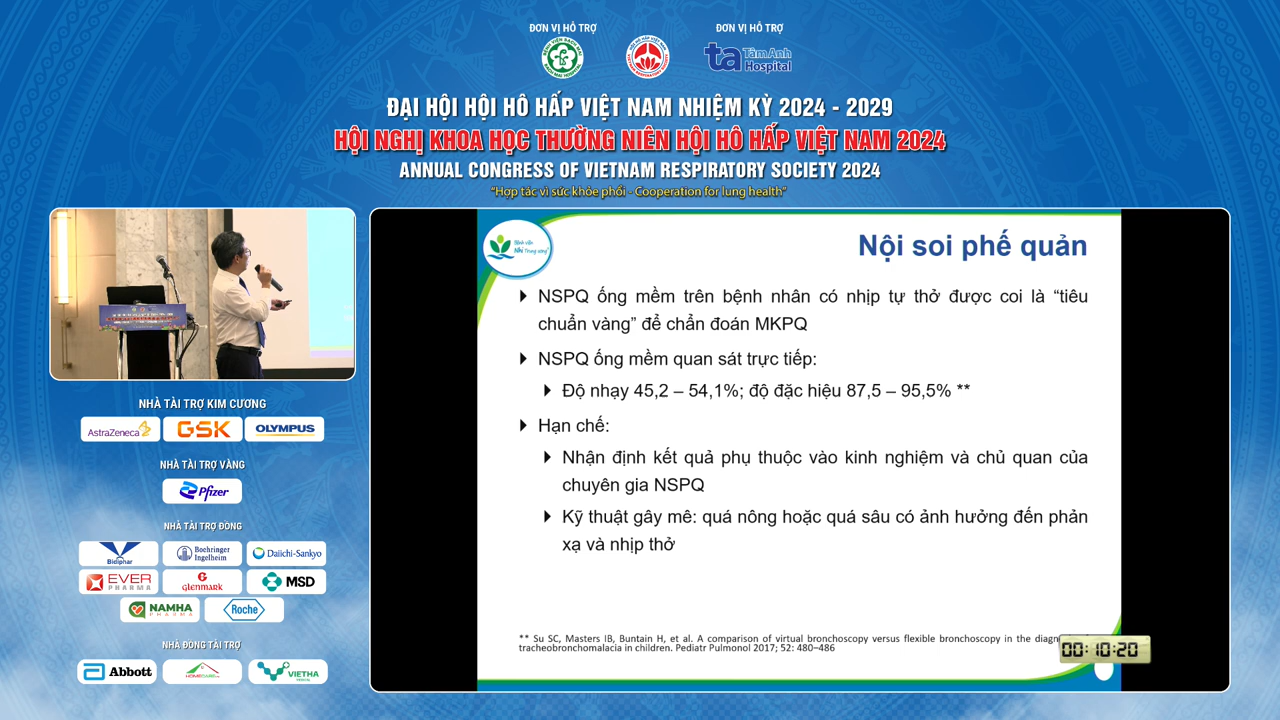 ĐƠN VỊ HỖ TRỢ
ĐƠN VỊ HỖ TRỢ
ta TâmAnh Hospital
ĐẠI HỘI HỘI HÔ HẤP VIỆT NAM NHIỆM KỲ 2024 - 2029
HỘI NGHỊ KHOA HỌC THƯỜNG NIÊN HỘI HÔ HẤP VIỆT NAM 2024
ANNUAL CONGRESS OF VIETNAM RESPIRATORY SOCIETY 2024
"Hợp tác vì sức khỏe phổi - Cooperation for lung health"
NHÀ TÀI TRỢ KIM CƯƠNG
AstraZeneca
GSK
OLYMPUS
NHÀ TÀI TRỢ VÀNG
Pfizer
NHÀ TÀI TRỢ ĐỒNG
Bidiphar
Boehringer Ingelheim
Daiichi-Sankyo
EVER PHARMA
GLENMARK
MSD
NAMHA PHARMA
Roche
NHÀ ĐỒNG TÀI TRỢ
Abbott
VIETHA
Bệnh viện
Nhi Trung ương
Nội soi phế quản
NSPQ ống mềm trên bệnh nhân có nhịp tự thở được coi là “tiêu
chuẩn vàng” để chẩn đoán MKPQ
NSPQ ống mềm quan sát trực tiếp:
Độ nhạy 45,2 – 54,1%; độ đặc hiệu 87,5 – 95,5% **
Hạn chế:
Nhận định kết quả phụ thuộc vào kinh nghiệm và chủ quan của
chuyên gia NSPQ
Kỹ thuật gây mê: quá nông hoặc quá sâu có ảnh hưởng đến phản
xạ và nhịp thở
** Su SC, Masters IB, Buntain H, et al. A comparison of virtual bronchoscopy versus flexible bronchoscopy in the
tracheobronchomalacia in children. Pediatr Pulmonol 2017; 52: 480–486
00:10:20